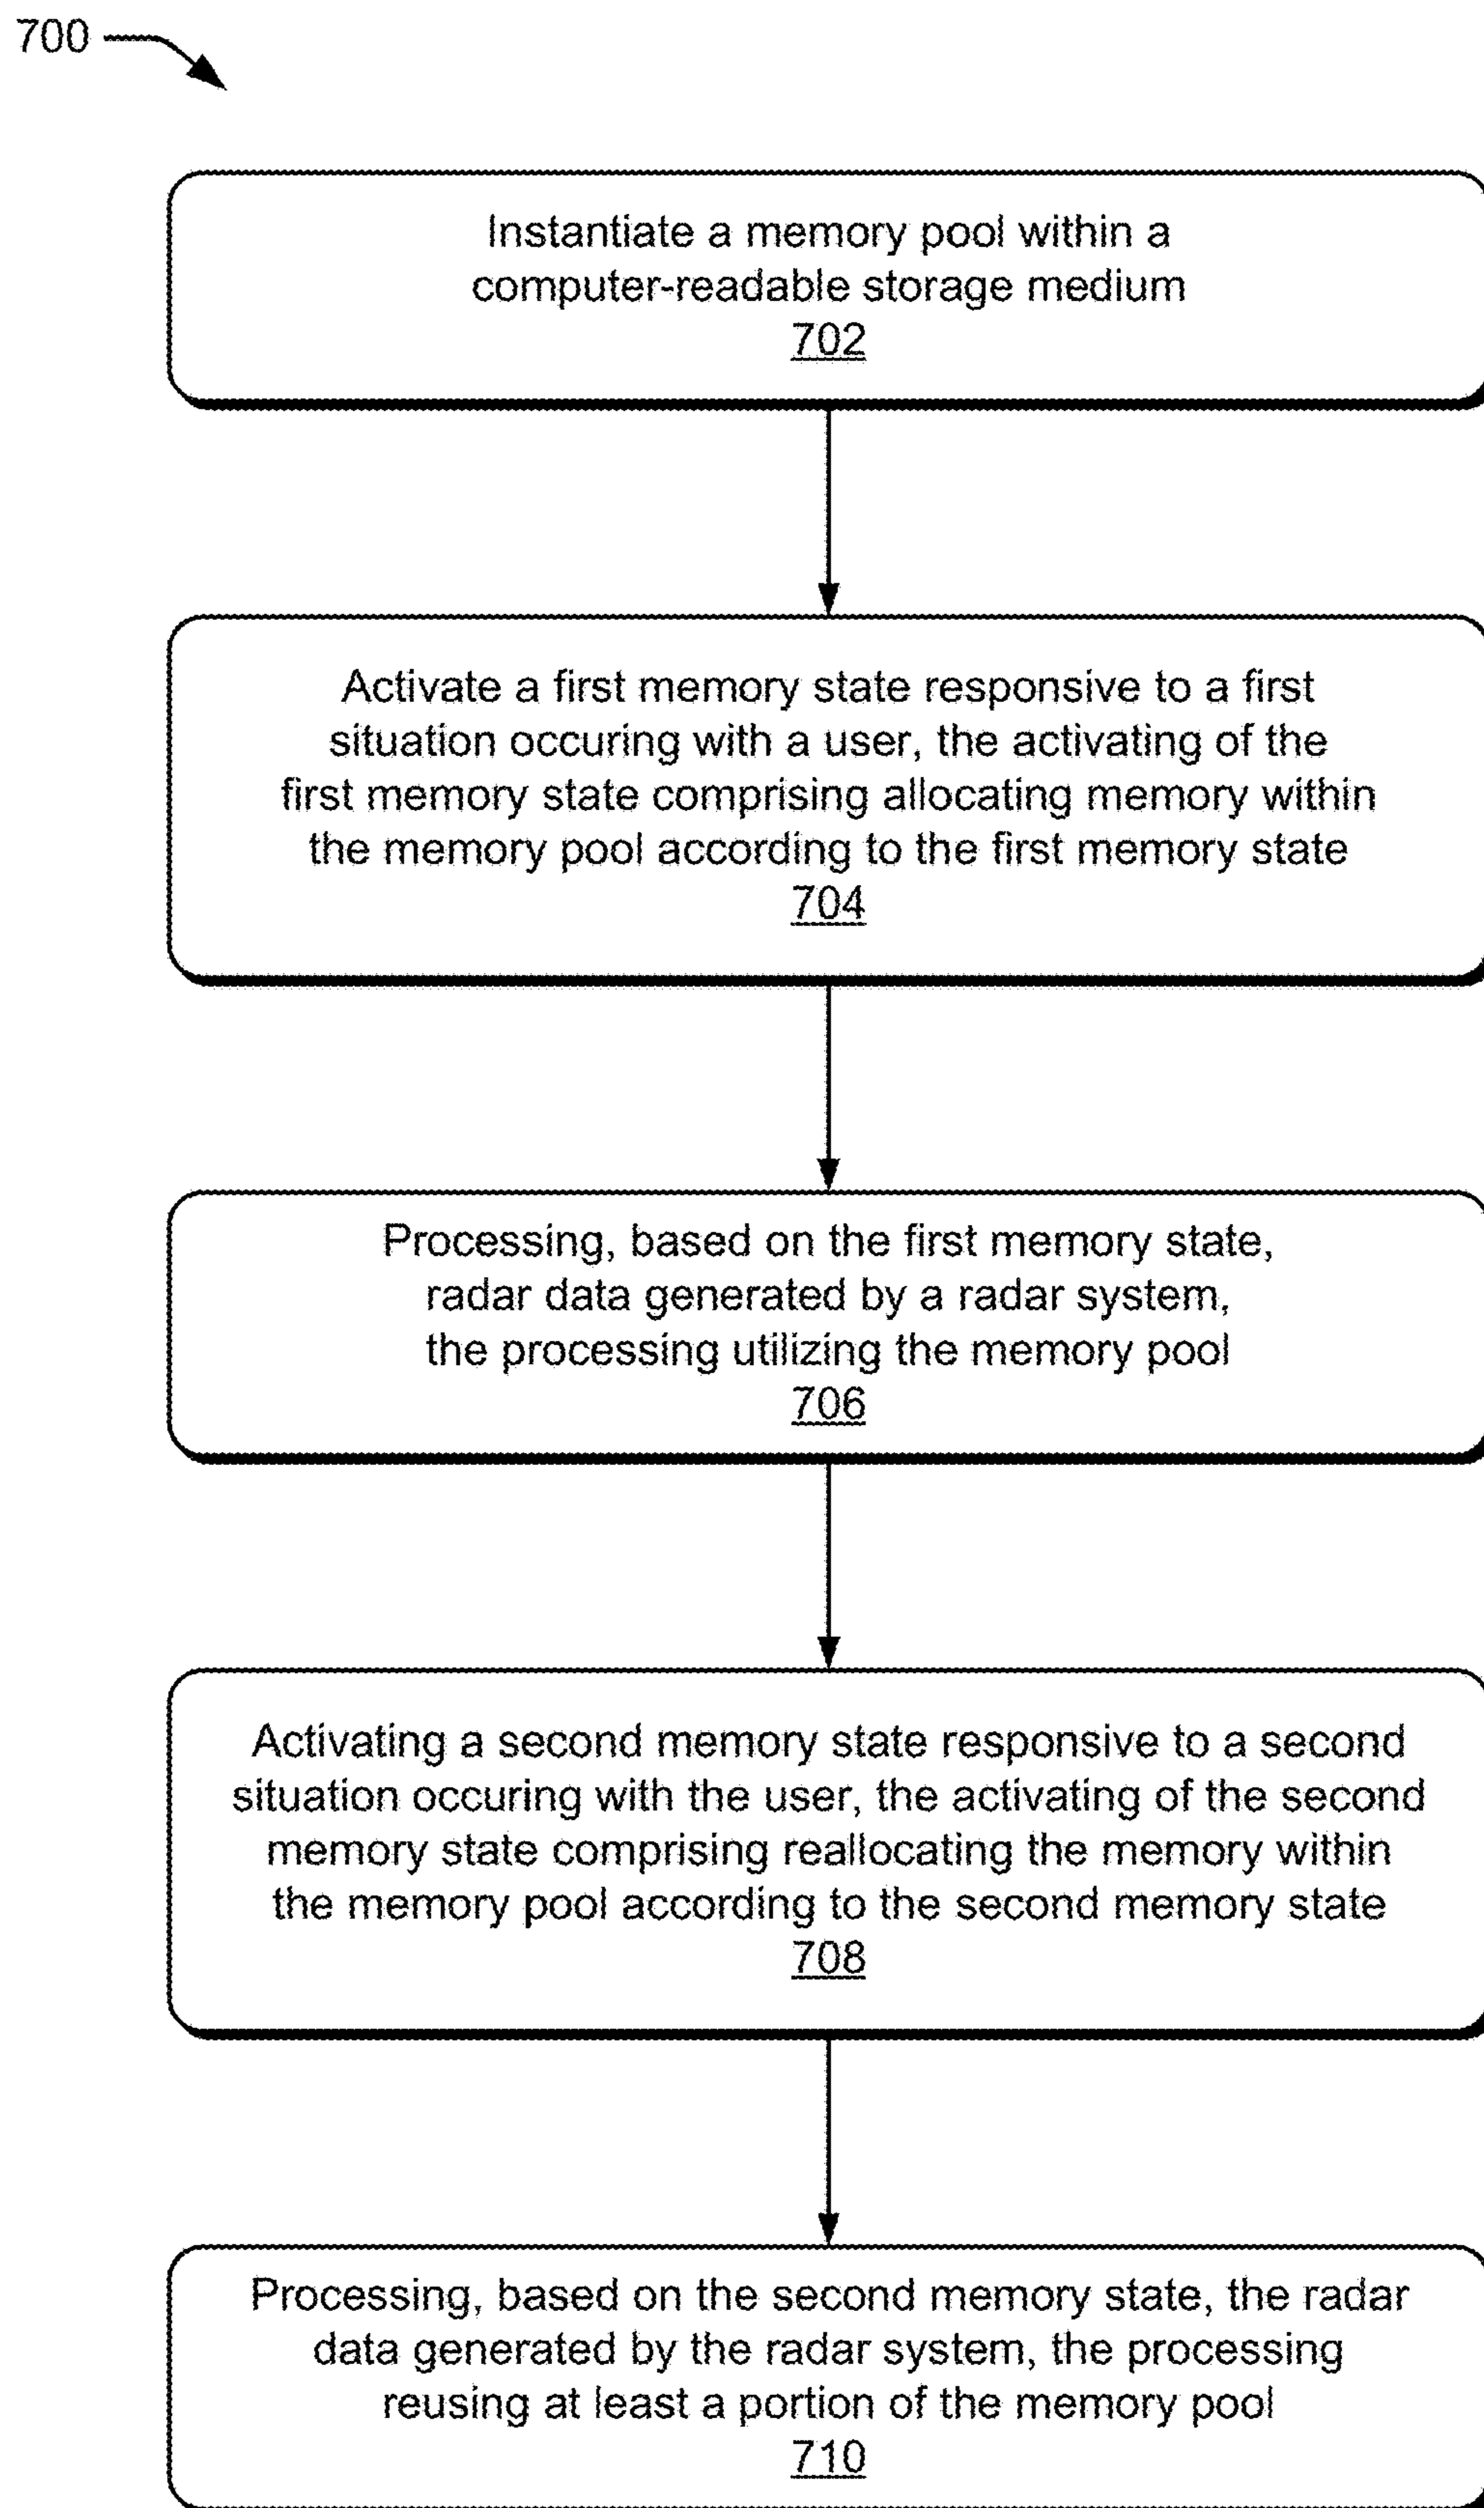 700
Instantiate a memory pool within a
computer-readable storage medium
702
Activate a first memory state responsive to a first
situation occuring with a user, the activating of the
first memory state comprising allocating memory within
the memory pool according to the first memory state
704
Processing, based on the first memory state,
radar data generated by a radar system,
the processing utilizing the memory pool
706
Activating a second memory state responsive to a second
situation occuring with the user, the activating of the second
memory state comprising reallocating the memory within
the memory pool according to the second memory state
708
Processing, based on the second memory state, the radar
data generated by the radar system, the processing
reusing at least a portion of the memory pool
710